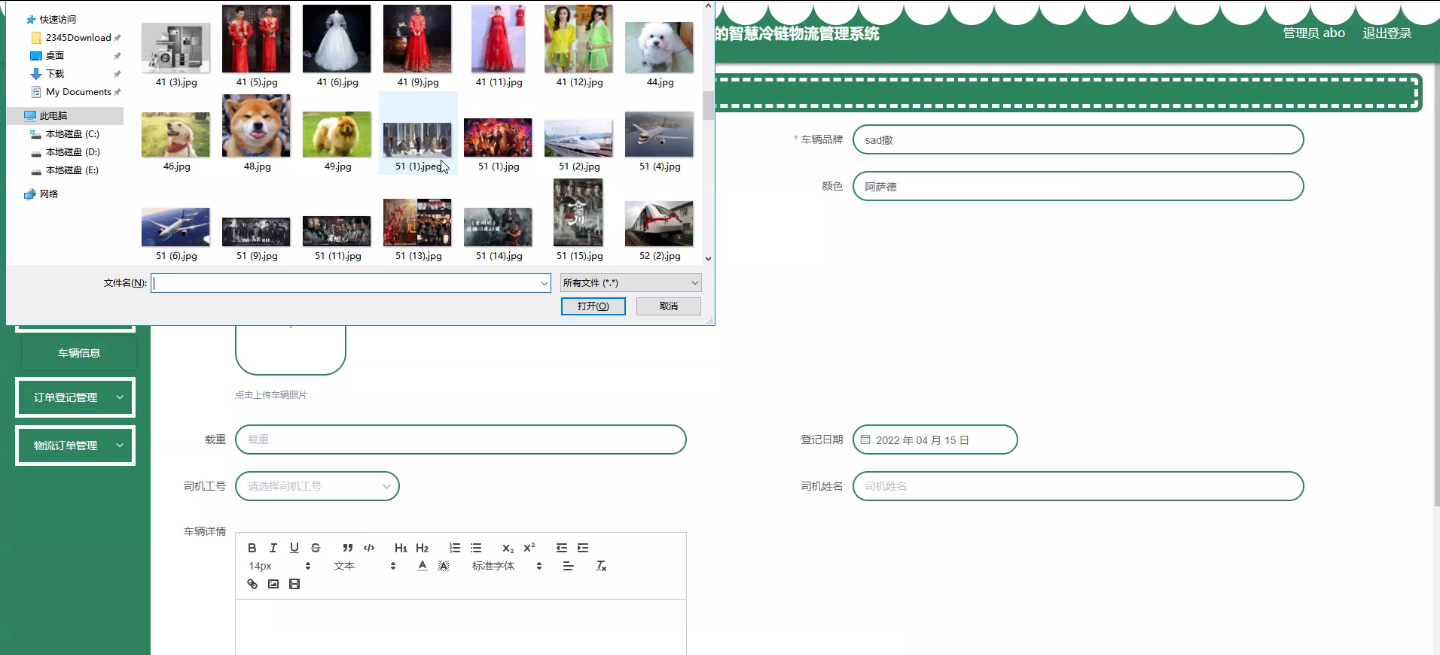 快速访问
2345Download
桌面
下载
My Documents
此电脑
本地磁盘 (C:)
本地磁盘 (D:)
本地磁盘 (E:)
网络
41 (3).jpg
41 (5).jpg
41 (6).jpg
41 (9).jpg
41 (11).jpg
41 (12).jpg
44.jpg
46.jpg
48.jpg
49.jpg
51 (1).jpeg
51 (1).jpg
51 (2).jpg
51 (4).jpg
51 (6).jpg
51 (9).jpg
51 (11).jpg
51 (13).jpg
51 (14).jpg
51 (15).jpg
52 (2).jpg
文件名(N):
所有文件 (*.*)
打开(O)
取消
的智慧冷链物流管理系统
管理员 abo
退出登录
* 车辆品牌
sad撒
颜色
阿萨德
车辆信息
订单登记管理
物流订单管理
点击上传车辆照片
载重
载重
登记日期
2022 年 04 月 15 日
司机工号
请选择司机工号
司机姓名
司机姓名
车辆详情
B I U S H1 H2 X2 X2
14px
文本
A A
标准字体
Tx